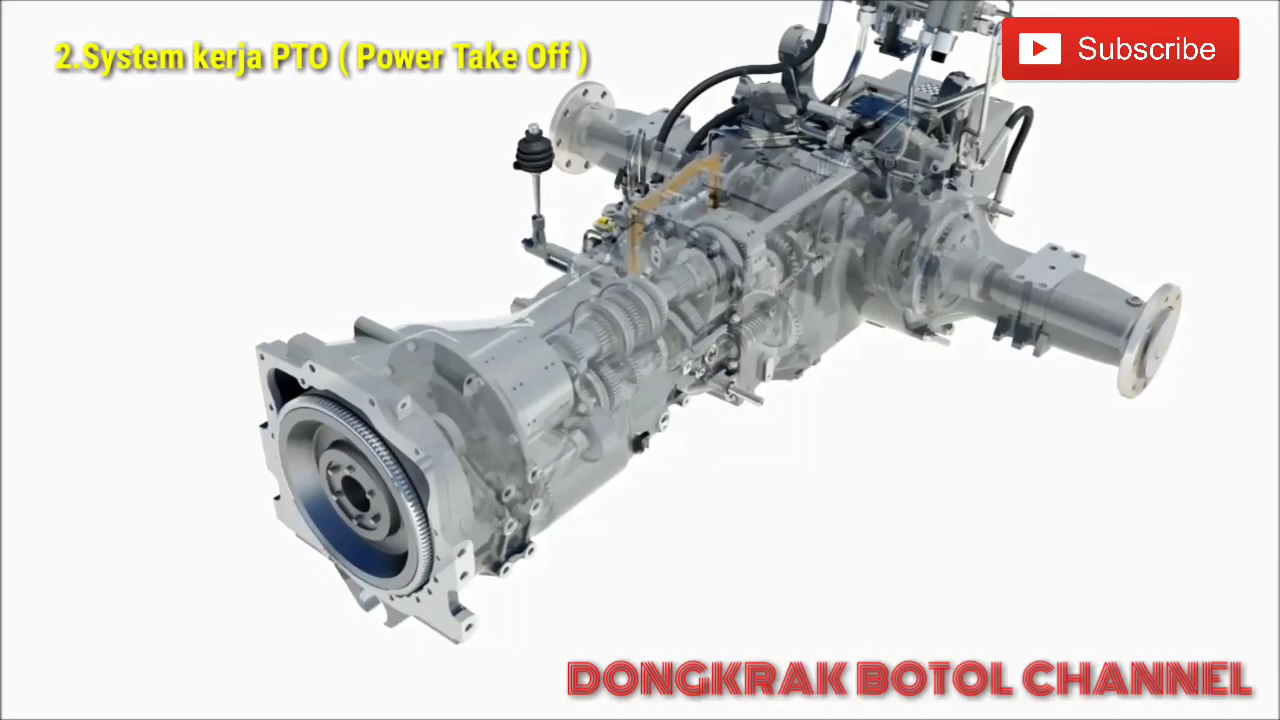 2.System kerja PTO ( Power Take Off )
Subscribe
DONGKRAK BOTOL CHANNEL